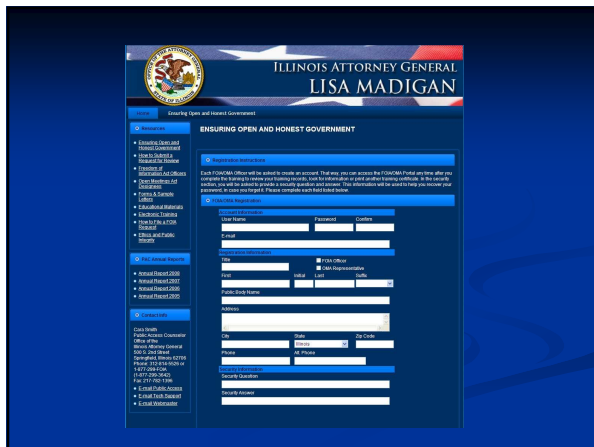 OFFICE OF THE ATTORNEY GENERAL
STATE OF ILLINOIS
ILLINOIS ATTORNEY GENERAL
LISA MADIGAN
Home
Ensuring Open and Honest Government
Resources
Ensuring Open and
Honest Government
How to Submit a
Request for Review
Freedom of
Information Act Officers
Open Meetings Act
Designees
Forms & Sample
Letters
Educational Materials
Electronic Training
How to File a FOIA
Request
Ethics and Public
Integrity
PAC Annual Reports
Annual Report 2008
Annual Report 2007
Annual Report 2006
Annual Report 2005
Contact Info
Cara Smith
Public Access Counselor
Office of the
Illinois Attorney General
500 S. 2nd Street
Springfield, Illinois 62706
Phone: 312-814-5526 or
1-877-299-FOIA
(1-877-299-3642)
Fax: 217-782-1396
E-mail Public Access
E-mail Tech Support
E-mail Webmaster
ENSURING OPEN AND HONEST GOVERNMENT
Registration Instructions
Each FOIA/OMA Officer will be asked to create an account. That way, you can access the FOIA/OMA Portal any time after you
complete the training to review your training records, look for information or print another training certificate. In the security
section, you will be asked to provide a security question and answer. This information will be used to help you recover your
password, in case you forget it. Please complete each field listed below.
FOIA/OMA Registration
Account Information
User Name Password Confirm
E-mail
Registration Information
Title FOIA Officer
OMA Representative
First Initial Last Suffix
Public Body Name
Address
City State Zip Code
Illinois
Phone Alt. Phone
Security Information
Security Question
Security Answer